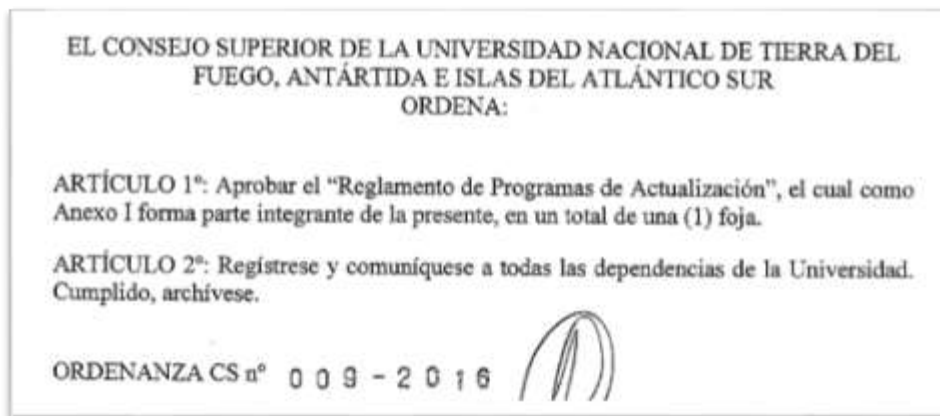 EL CONSEJO SUPERIOR DE LA UNIVERSIDAD NACIONAL DE TIERRA DEL
FUEGO, ANTÁRTIDA E ISLAS DEL ATLÁNTICO SUR
ORDENA:
ARTÍCULO 1º: Aprobar el “Reglamento de Programas de Actualización”, el cual como
Anexo I forma parte integrante de la presente, en un total de una (1) foja.
ARTÍCULO 2º: Regístrese y comuníquese a todas las dependencias de la Universidad.
Cumplido, archívese.
ORDENANZA CS nº 009-2016